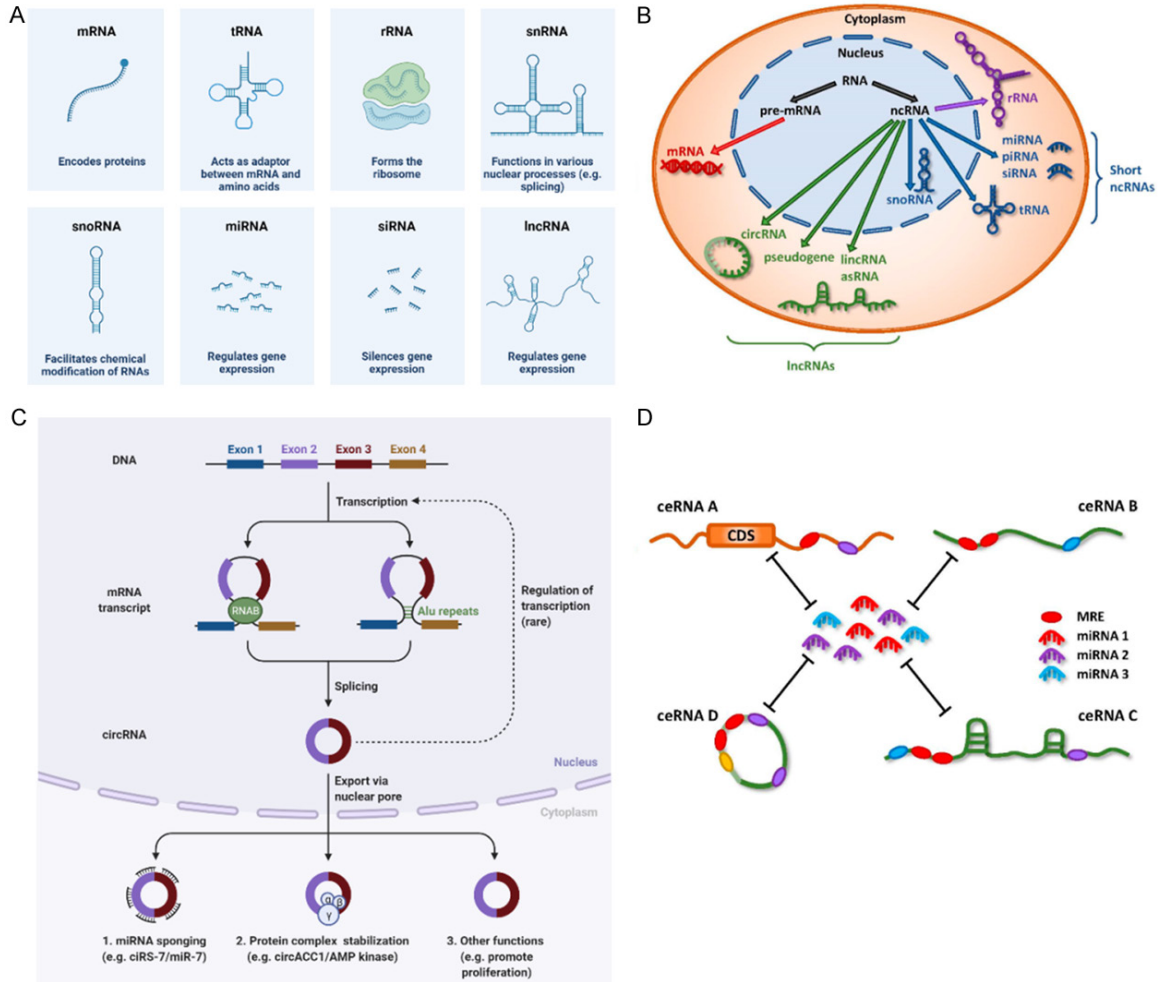 A
mRNA
Encodes proteins
tRNA
Acts as adaptor
between mRNA and
amino acids
rRNA
Forms the
ribosome
snRNA
Functions in various
nuclear processes (e.g.
splicing)
snoRNA
Facilitates chemical
modification of RNAs
miRNA
Regulates gene
expression
siRNA
Silences gene
expression
lncRNA
Regulates gene
expression
B
Cytoplasm
Nucleus
RNA
pre-mRNA
ncRNA
rRNA
mRNA
miRNA
piRNA
siRNA
Short
ncRNAs
snoRNA
tRNA
circRNA
pseudogene
lincRNA
asRNA
lncRNAs
C
DNA
Exon 1
Exon 2
Exon 3
Exon 4
Transcription
mRNA
transcript
RNAB
Alu repeats
Regulation of
transcription
(rare)
Splicing
circRNA
Nucleus
Export via
nuclear pore
Cytoplasm
α
β
γ
1. miRNA sponging
(e.g. ciRS-7/miR-7)
2. Protein complex stabilization
(e.g. circACC1/AMP kinase)
3. Other functions
(e.g. promote
proliferation)
D
ceRNA A
CDS
ceRNA B
MRE
miRNA 1
miRNA 2
miRNA 3
ceRNA D
ceRNA C